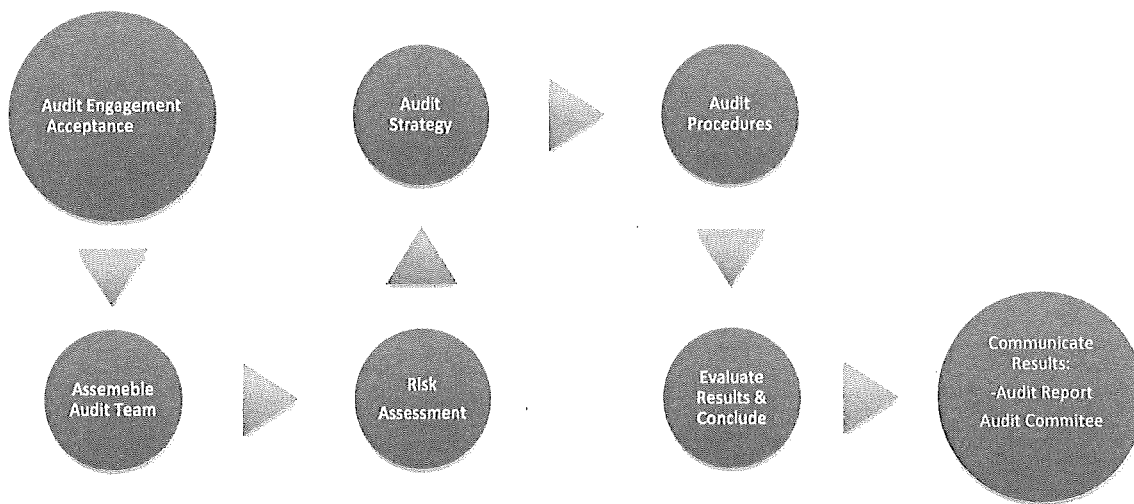 Audit Engagement
Acceptance
Assemeble
Audit Team
Risk
Assessment
Audit
Strategy
Audit
Procedures
Evaluate
Results &
Conclude
Communicate
Results:
-Audit Report
Audit Commitee